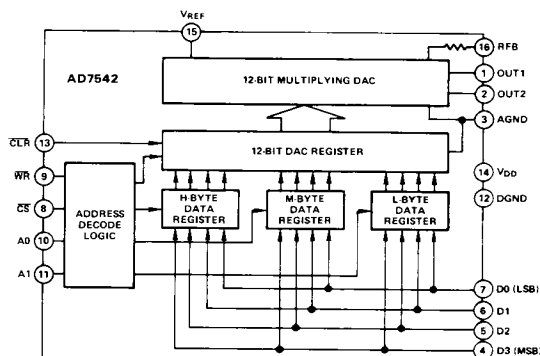 VREF
15
RFB
16
AD7542
12-BIT MULTIPLYING DAC
1
OUT1
2
OUT2
3
AGND
CLR
13
12-BIT DAC REGISTER
WR
9
14
VDD
CS
8
ADDRESS
DECODE
LOGIC
H-BYTE
DATA
REGISTER
M-BYTE
DATA
REGISTER
L-BYTE
DATA
REGISTER
12
DGND
A0
10
A1
11
7
D0 (LSB)
6
D1
5
D2
4
D3 (MSB)